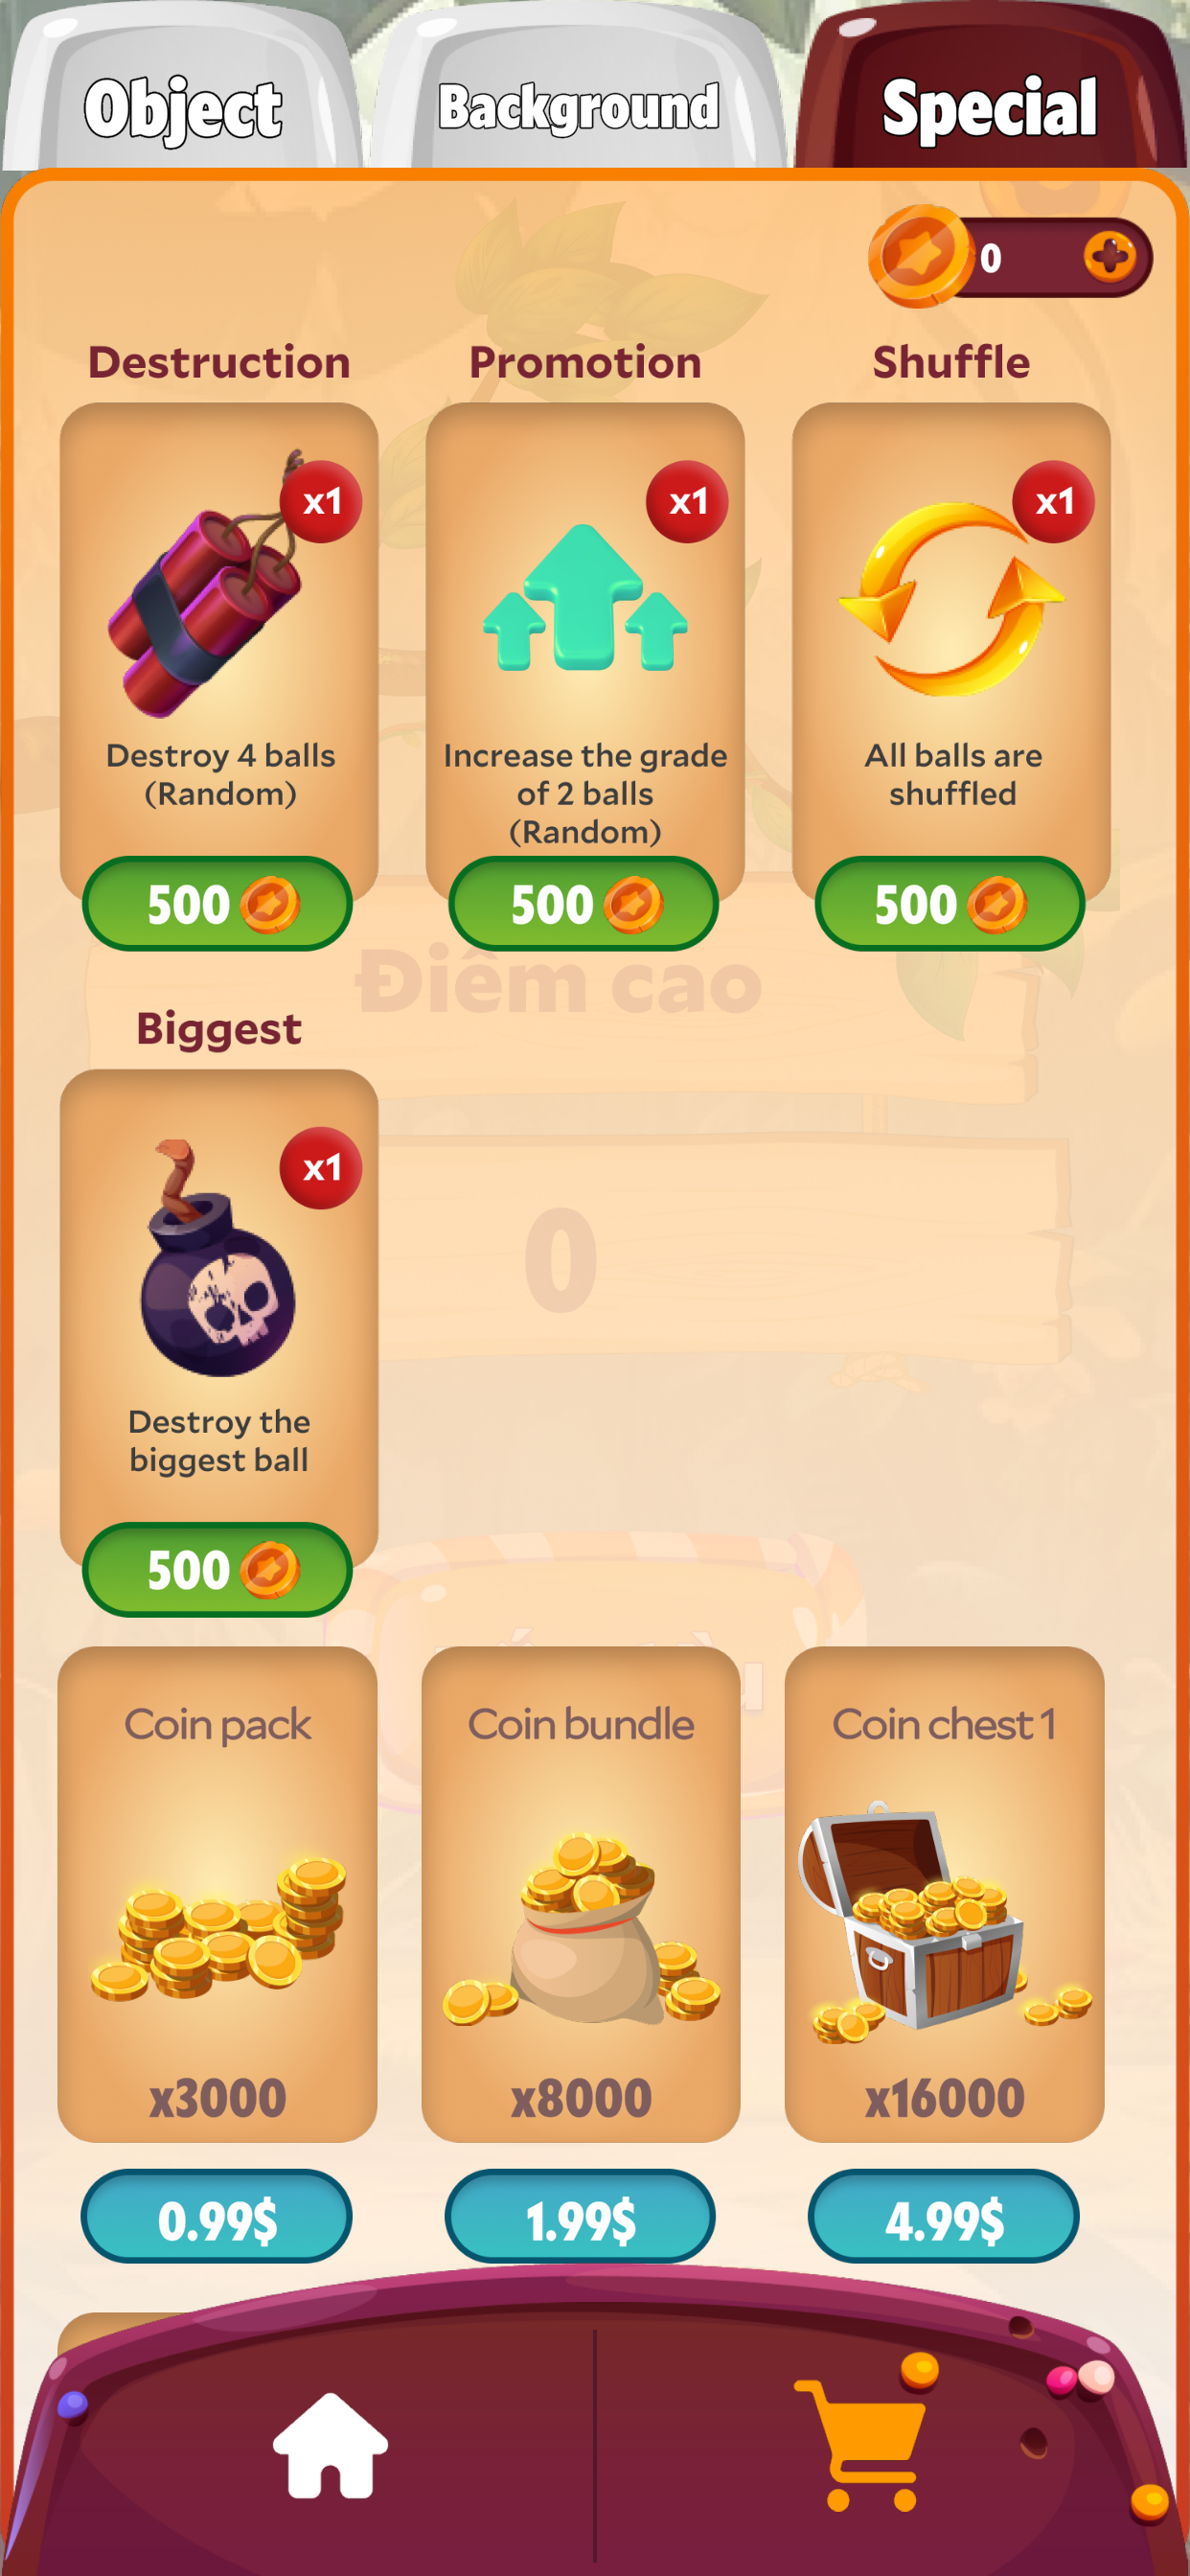 Object Background Special
0
Destruction Promotion Shuffle
x1 x1 x1
Destroy 4 balls
(Random)
Increase the grade
of 2 balls
(Random)
All balls are
shuffled
500 500 500
Điểm cao
Biggest
x1
0
Destroy the
biggest ball
500
Coin pack Coin bundle Coin chest 1
x3000 x8000 x16000
0.99$ 1.99$ 4.99$